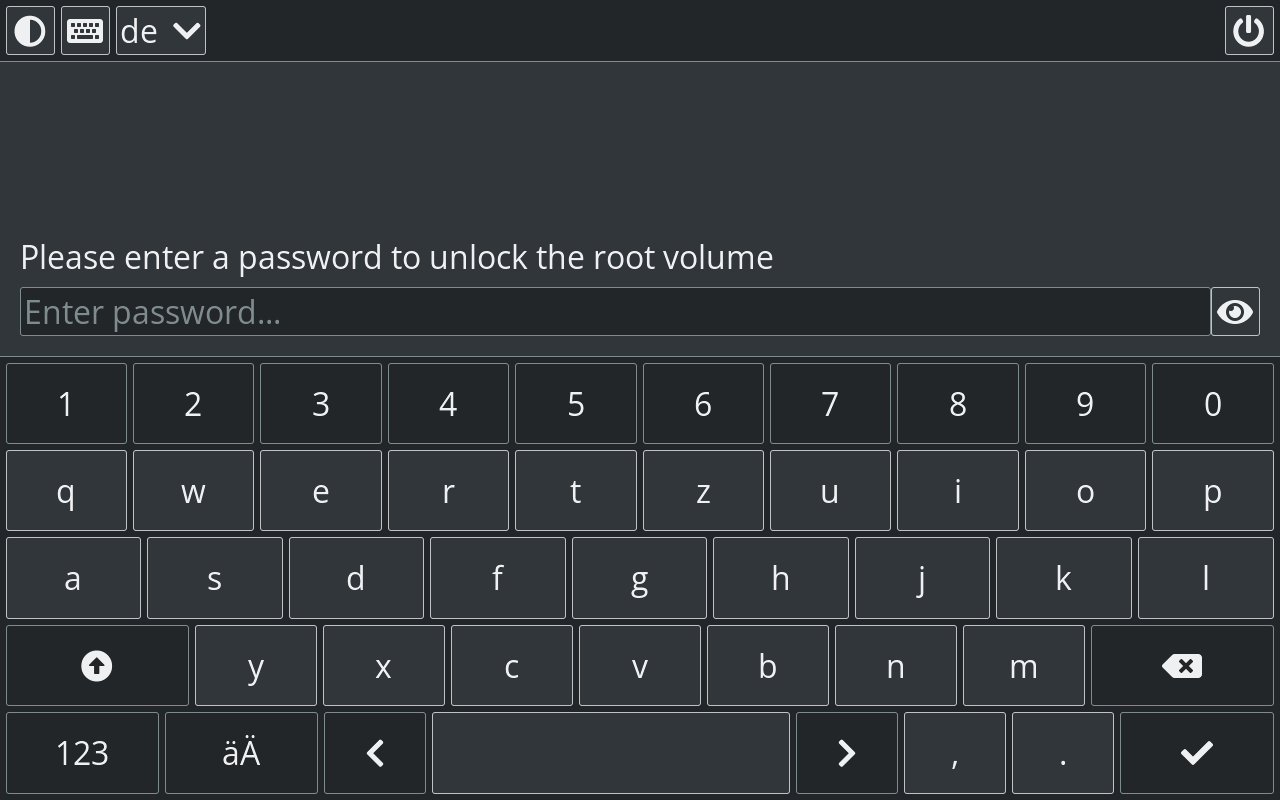 de
Please enter a password to unlock the root volume
Enter password...
1 2 3 4 5 6 7 8 9 0
q w e r t z u i o p
a s d f g h j k l
y x c v b n m
123 äÄ , .